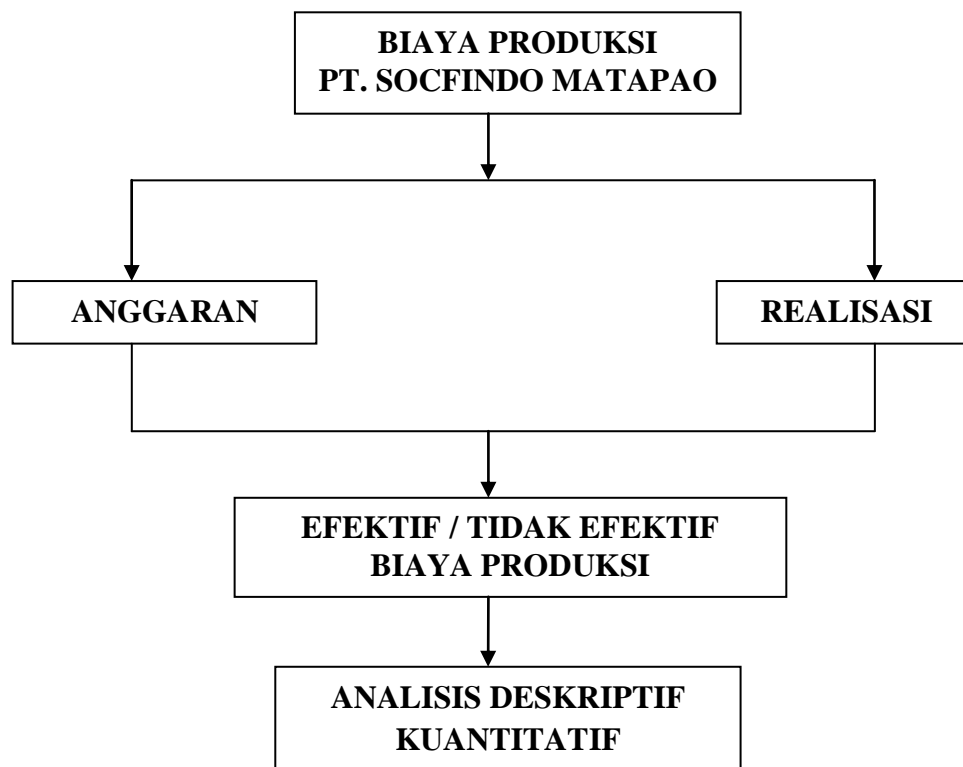 BIAYA PRODUKSI
PT. SOCFINDO MATAPAO
ANGGARAN
REALISASI
EFEKTIF / TIDAK EFEKTIF
BIAYA PRODUKSI
ANALISIS DESKRIPTIF
KUANTITATIF